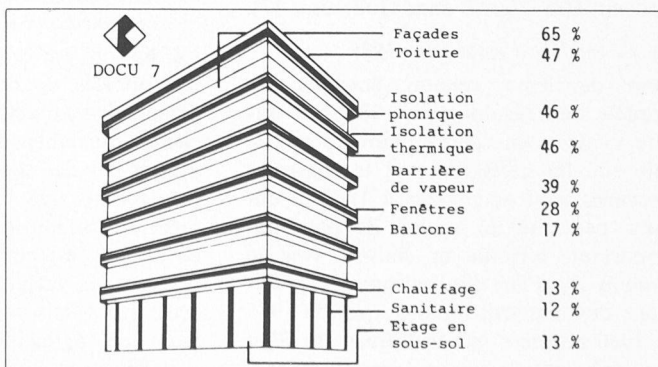 DOCU 7
Façades 65 %
Toiture 47 %
Isolation
phonique 46 %
Isolation
thermique 46 %
Barrière
de vapeur 39 %
Fenêtres 28 %
Balcons 17 %
Chauffage 13 %
Sanitaire 12 %
Etage en
sous-sol 13 %